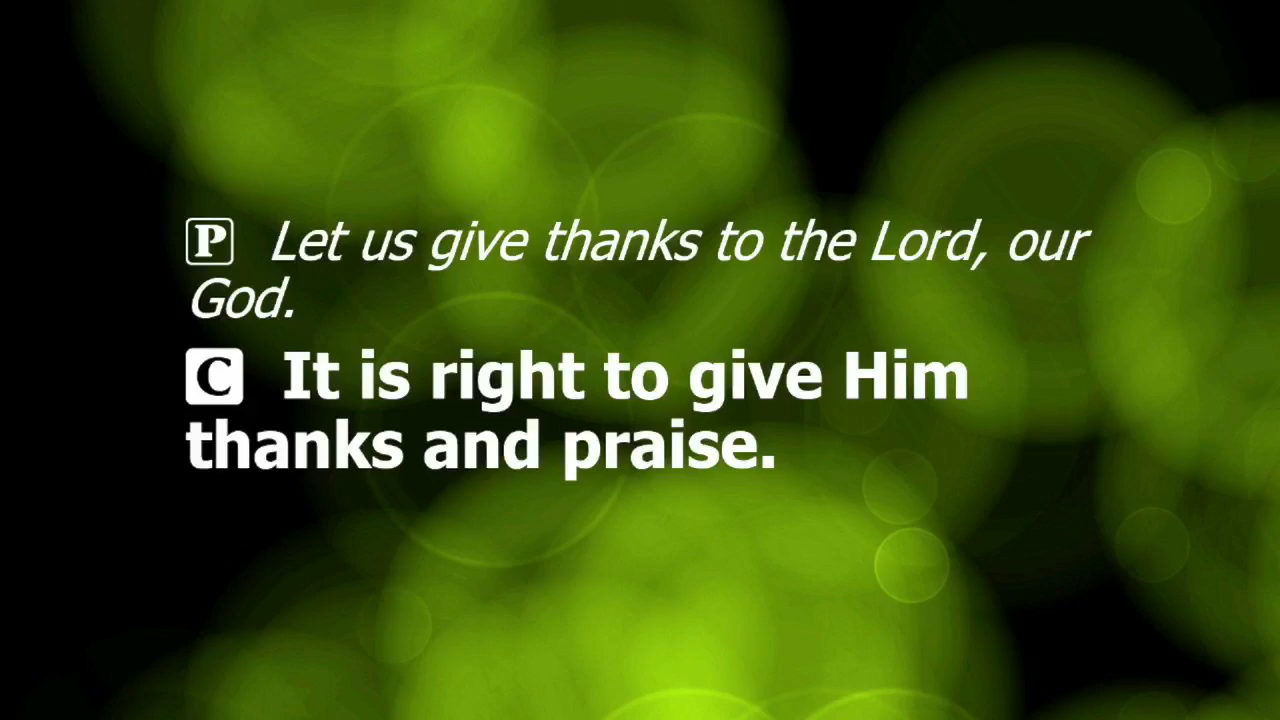 P Let us give thanks to the Lord, our
God.
C It is right to give Him
thanks and praise.